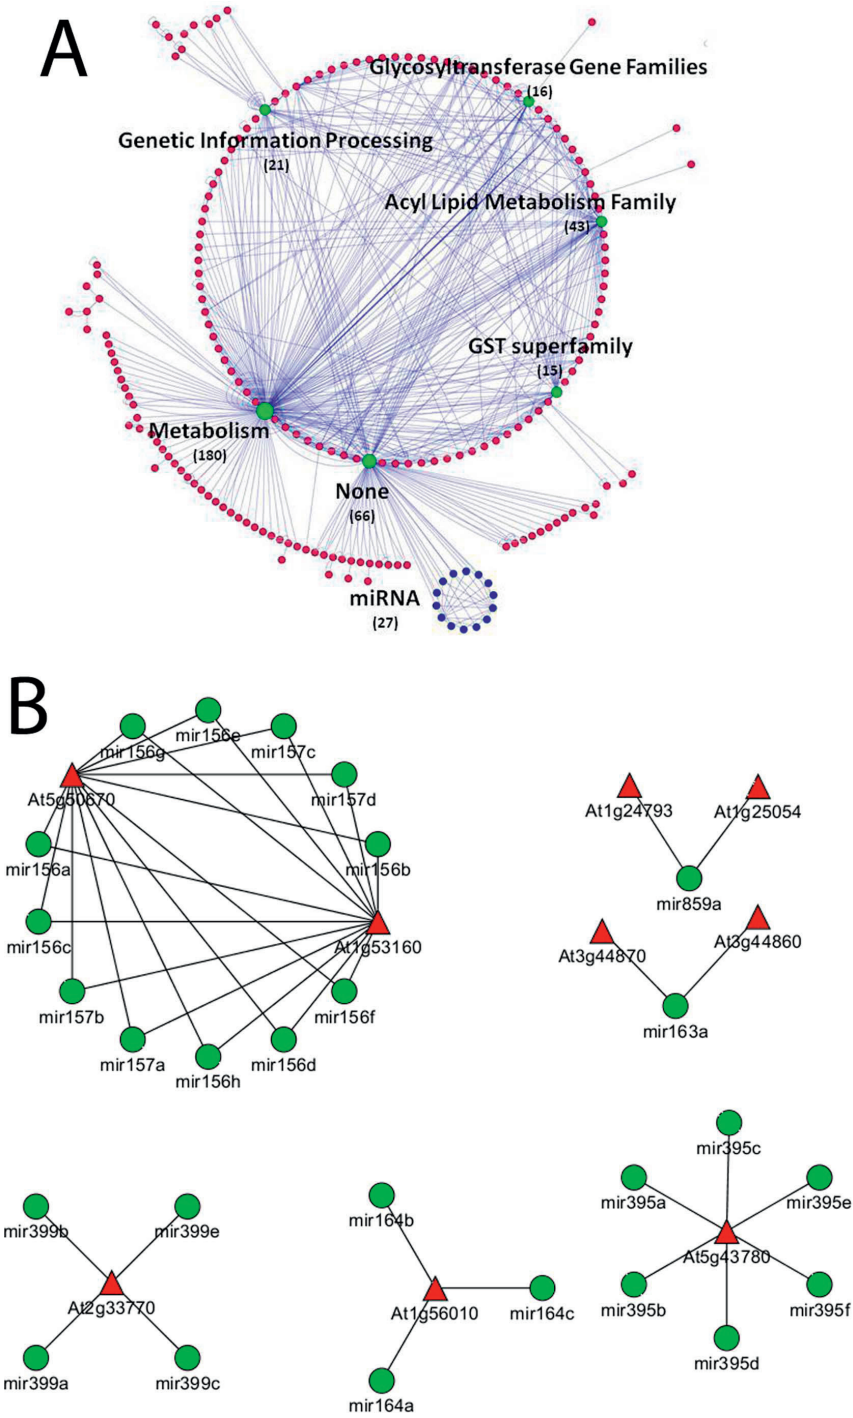 A
Glycosyltransferase Gene Families
(16)
Genetic Information Processing
(21)
Acyl Lipid Metabolism Family
(43)
GST superfamily
(15)
Metabolism
(180)
None
(66)
miRNA
(27)
B
mir156g
mir156e
mir157c
At5g50670
mir157d
At1g24793
At1g25054
mir156a
mir156b
mir859a
mir156c
At1g53160
At3g44870
At3g44860
mir157b
mir156f
mir163a
mir157a
mir156h
mir156d
mir395c
mir395a
mir395e
mir164b
mir399b
mir399e
At5g43780
At2g33770
At1g56010
mir164c
mir395b
mir395f
mir395d
mir399a
mir399c
mir164a